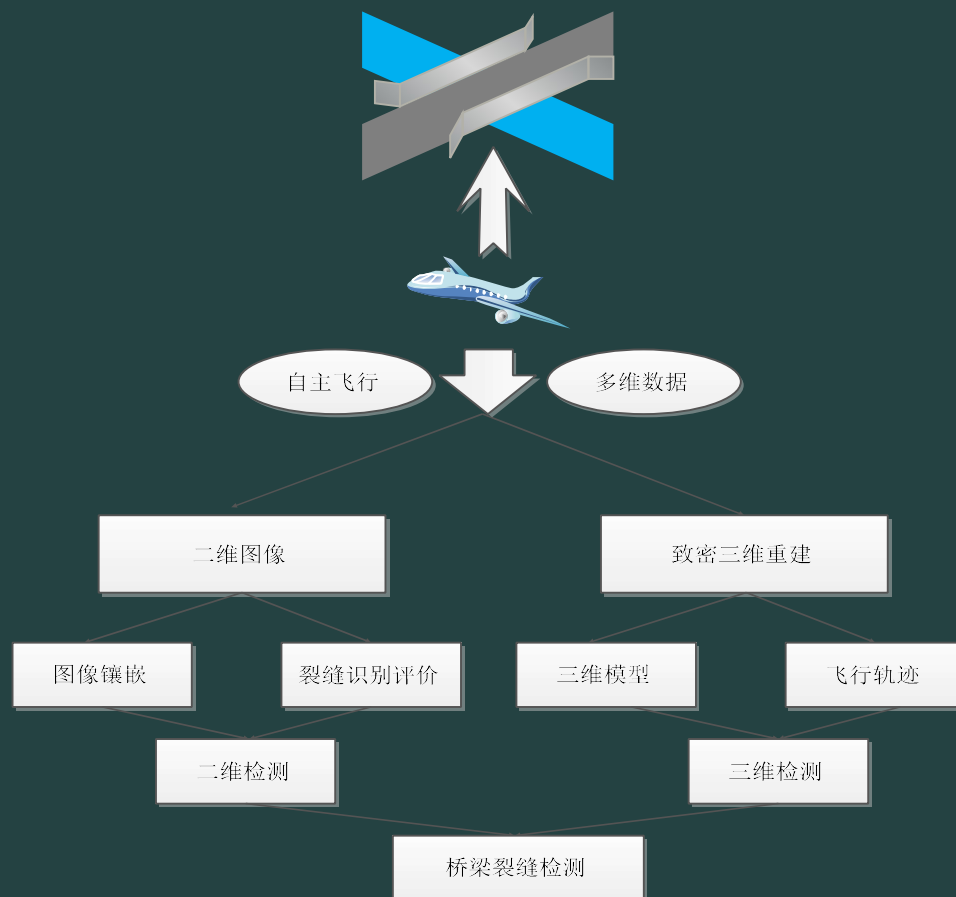 自主飞行
多维数据
二维图像
致密三维重建
图像镶嵌
裂缝识别评价
三维模型
飞行轨迹
二维检测
三维检测
桥梁裂缝检测